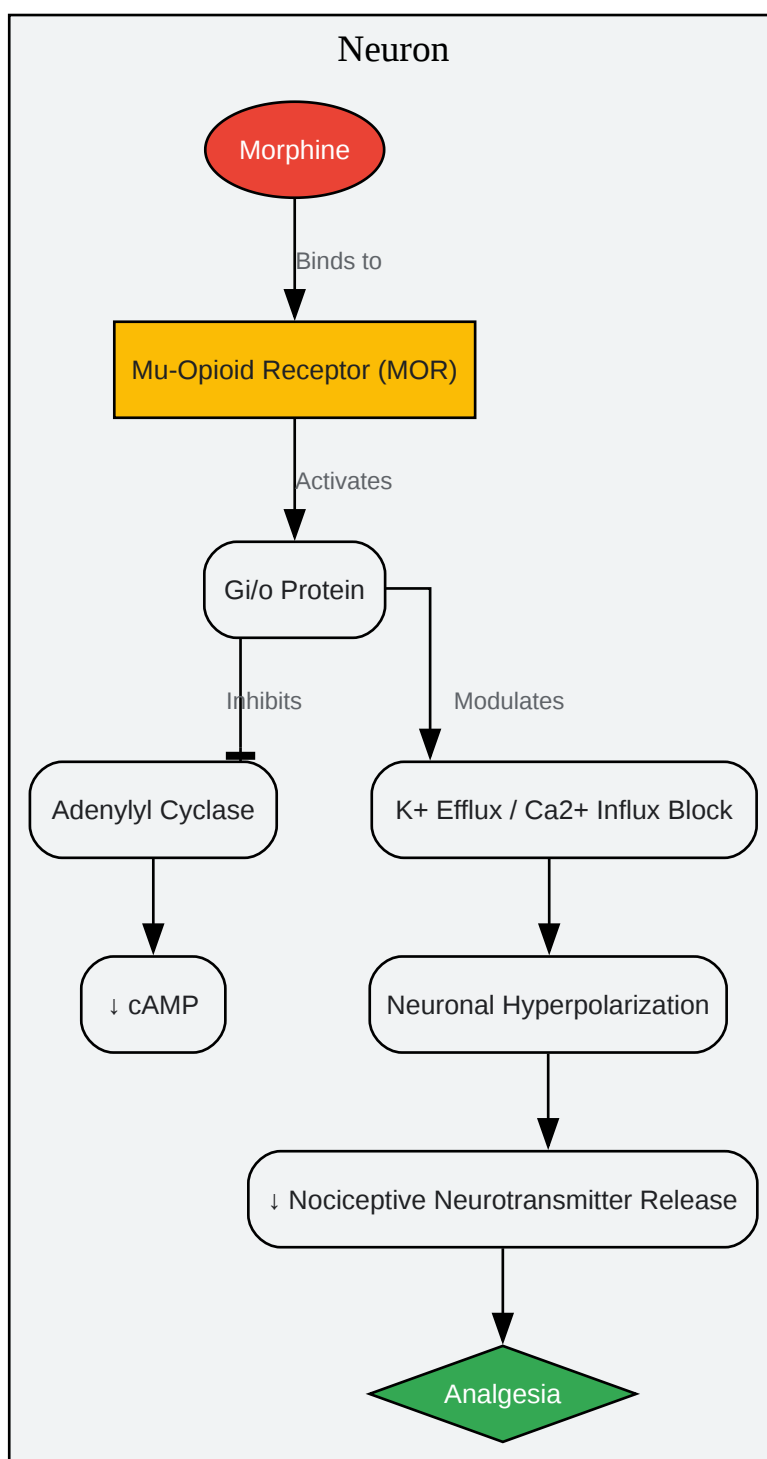 Neuron
Morphine
Binds to
Mu-Opioid Receptor (MOR)
Activates
Gi/o Protein
Inhibits
Modulates
Adenylyl Cyclase
K+ Efflux / Ca2+ Influx Block
↓ cAMP
Neuronal Hyperpolarization
↓ Nociceptive Neurotransmitter Release
Analgesia